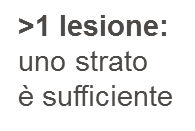 >1 lesione:
uno strato
è sufficiente